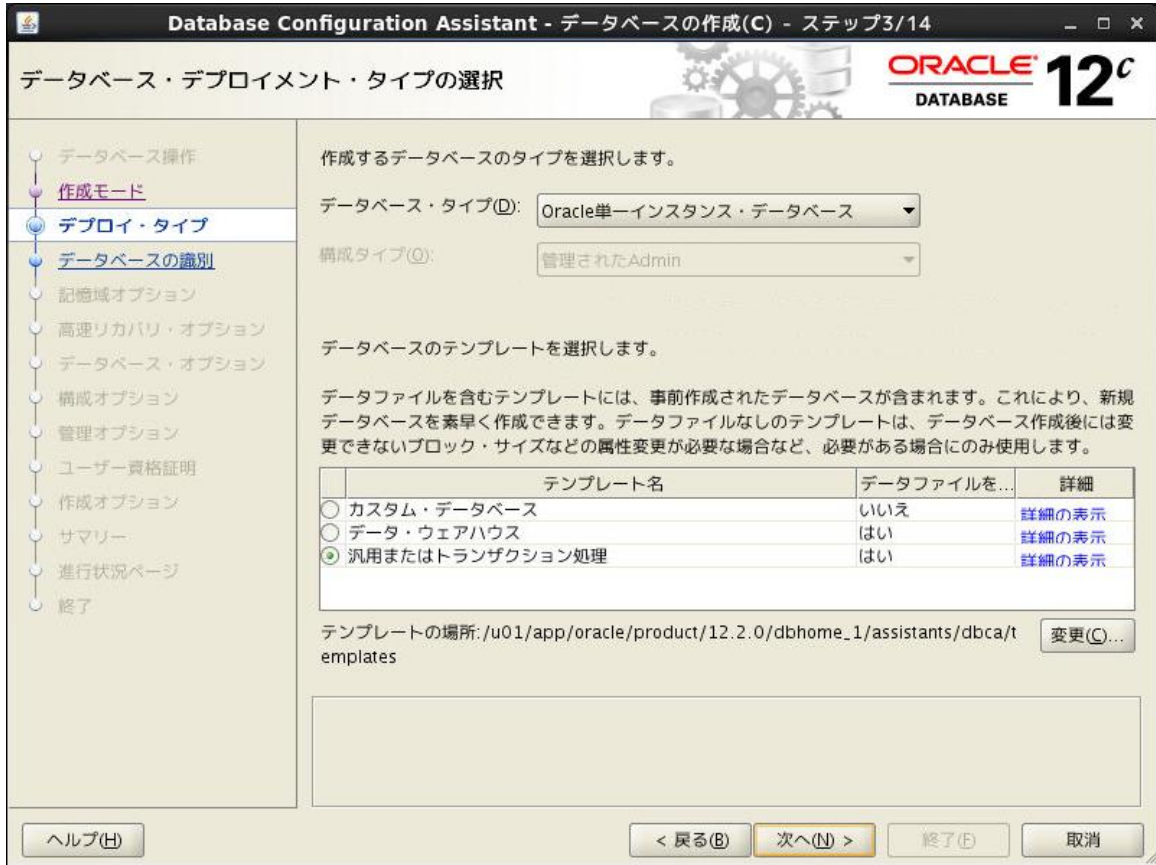 Database Configuration Assistant - データベースの作成(C) - ステップ3/14
データベース・デプロイメント・タイプの選択
ORACLE
DATABASE
12c
データベース操作
作成モード
デプロイ・タイプ
データベースの識別
記憶域オプション
高速リカバリ・オプション
データベース・オプション
構成オプション
管理オプション
ユーザー資格証明
作成オプション
サマリー
進行状況ページ
終了
作成するデータベースのタイプを選択します。
データベース・タイプ(D): Oracle単一インスタンス・データベース
構成タイプ(O): 管理されたAdmin
データベースのテンプレートを選択します。
データファイルを含むテンプレートには、事前作成されたデータベースが含まれます。これにより、新規
データベースを素早く作成できます。データファイルなしのテンプレートは、データベース作成後には変
更できないブロック・サイズなどの属性変更が必要な場合など、必要がある場合にのみ使用します。
テンプレート名 データファイルを... 詳細
カスタム・データベース いいえ 詳細の表示
データ・ウェアハウス はい 詳細の表示
汎用またはトランザクション処理 はい 詳細の表示
テンプレートの場所:/u01/app/oracle/product/12.2.0/dbhome_1/assistants/dbca/t
emplates
変更(C)...
ヘルプ(H) < 戻る(B) 次へ(N) > 終了(F) 取消